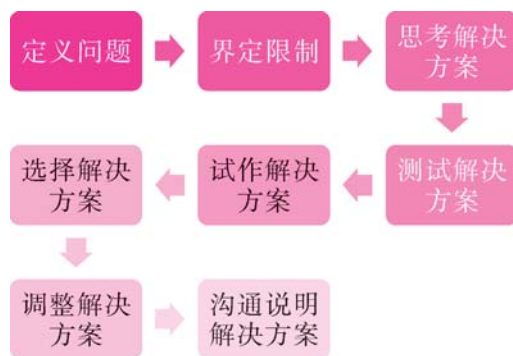 定义问题
界定限制
思考解决
方案
测试解决
方案
试作解决
方案
选择解决
方案
调整解决
方案
沟通说明
解决方案